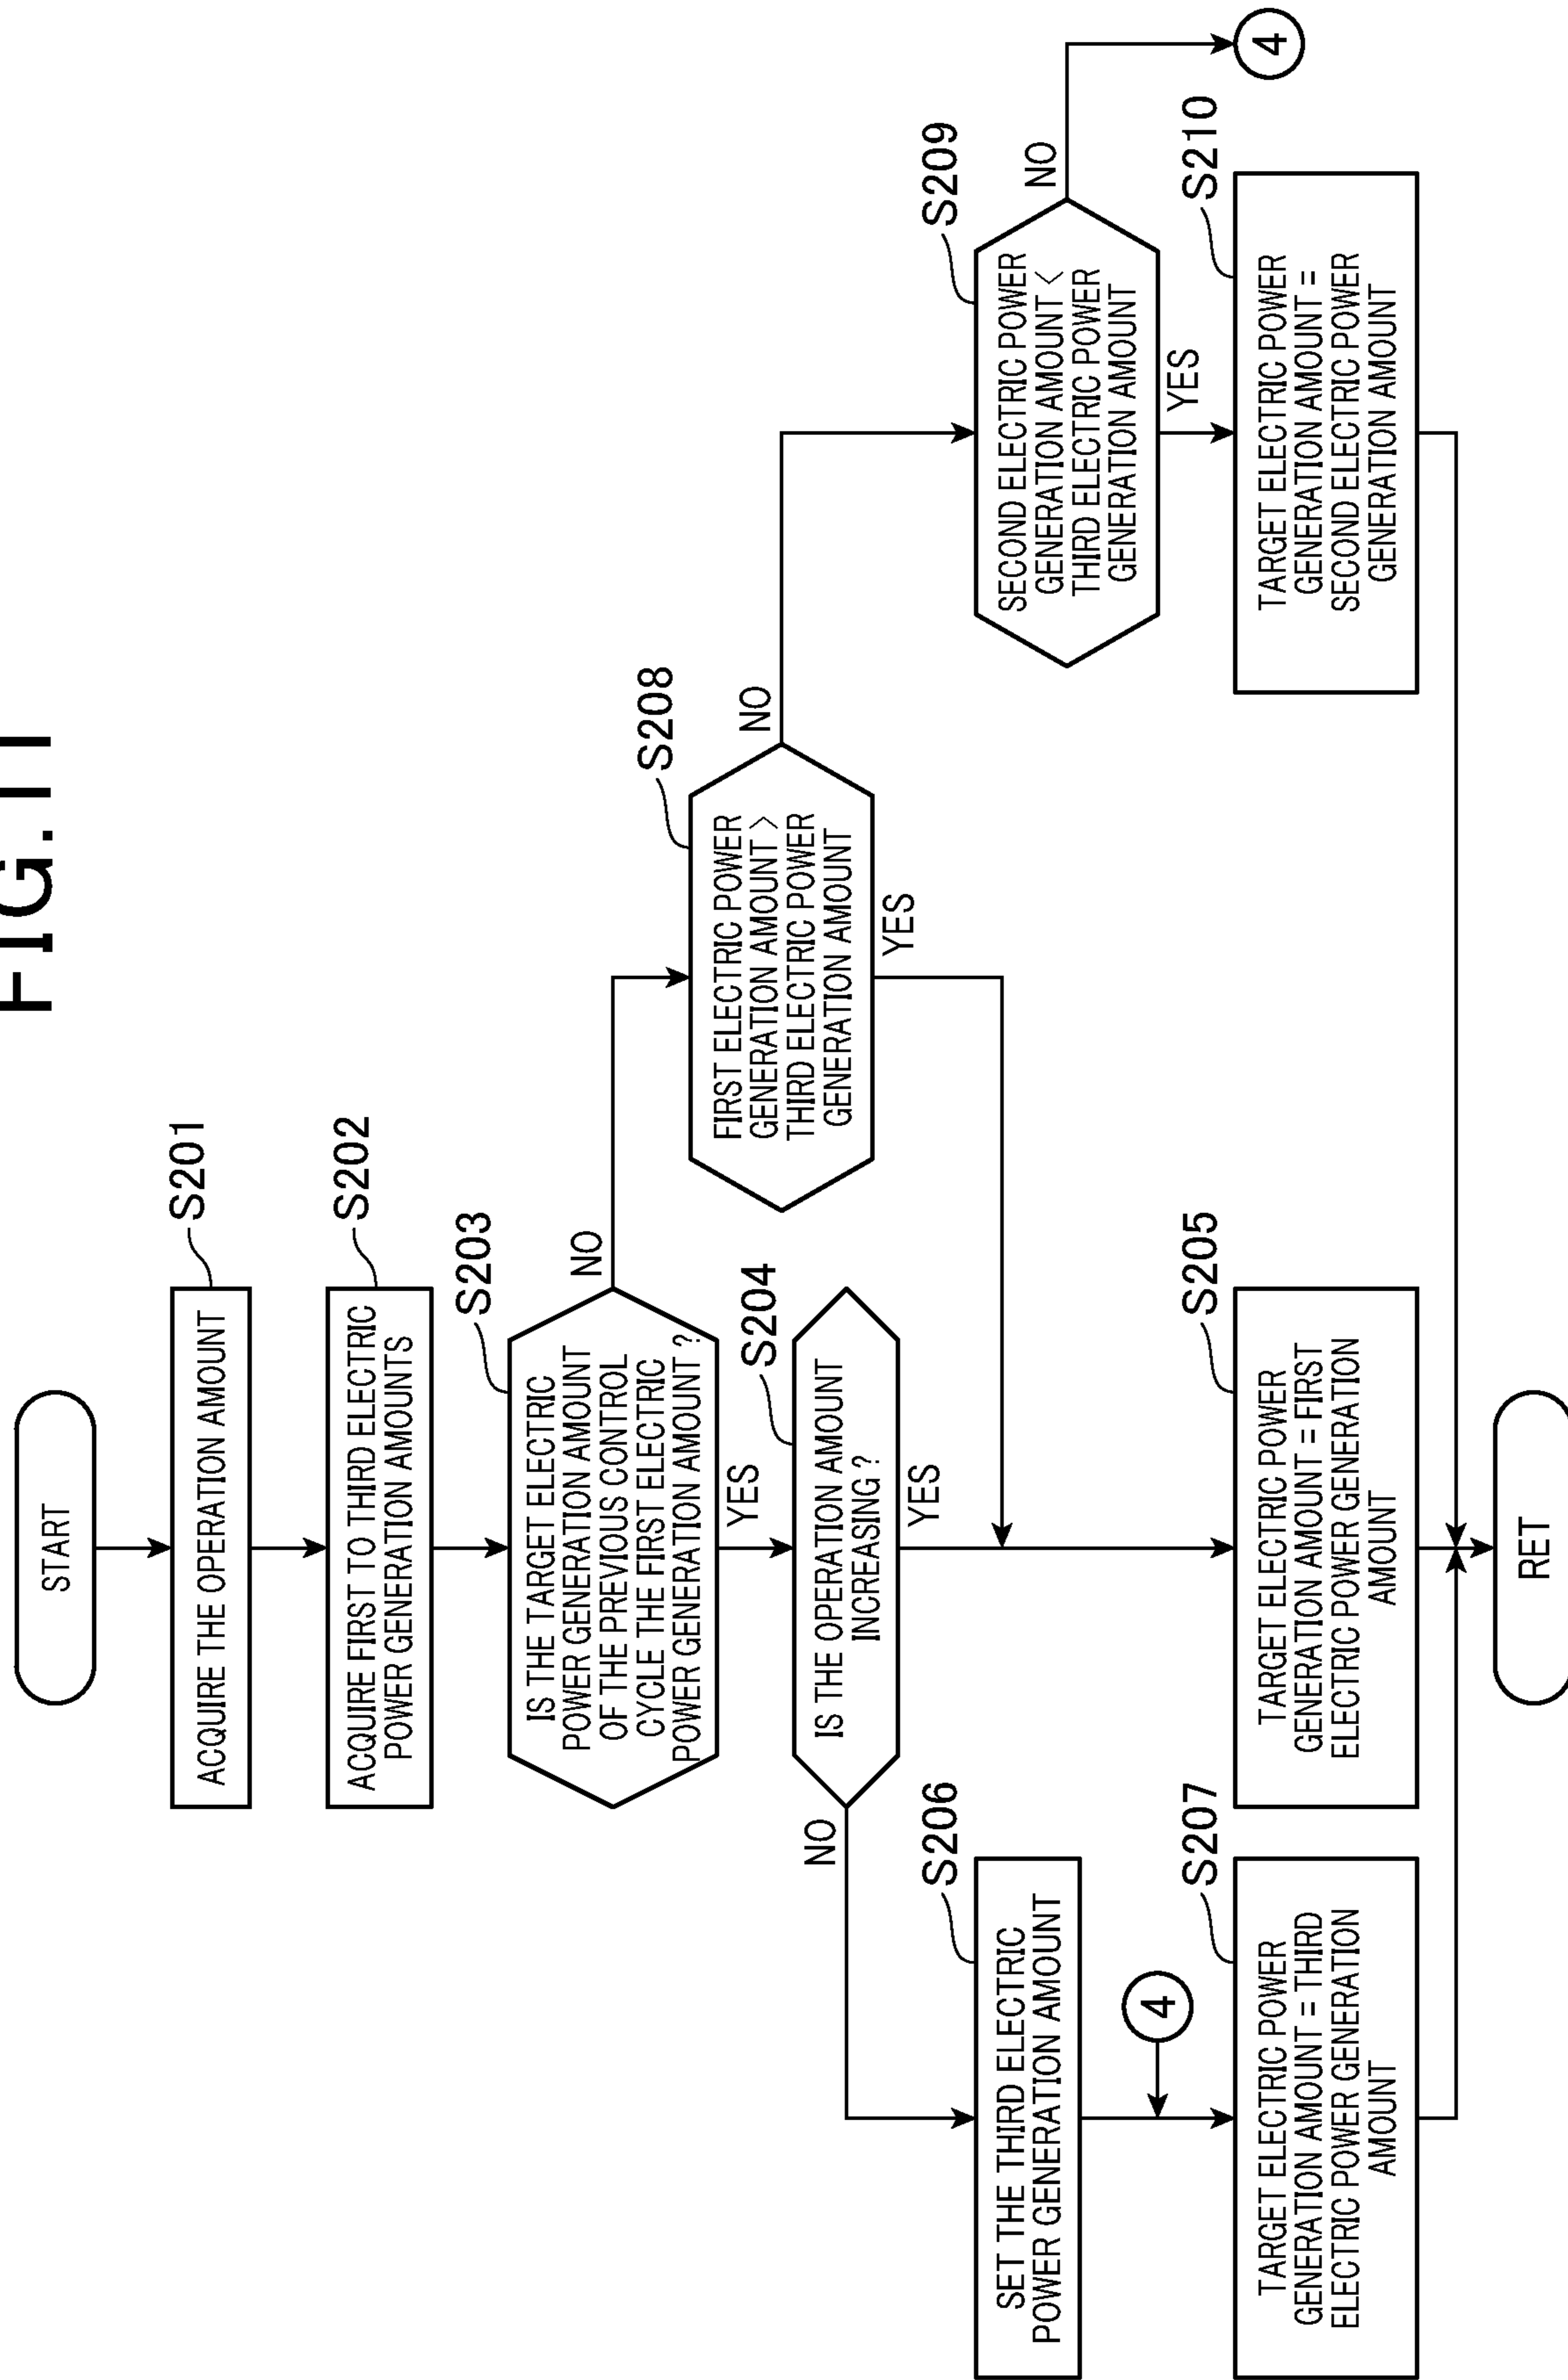 FIG. 11
START
S201
ACQUIRE THE OPERATION AMOUNT
S202
ACQUIRE FIRST TO THIRD ELECTRIC
POWER GENERATION AMOUNTS
S203
IS THE TARGET ELECTRIC
POWER GENERATION AMOUNT
OF THE PREVIOUS CONTROL
CYCLE THE FIRST ELECTRIC
POWER GENERATION AMOUNT ?
NO
YES
S204
IS THE OPERATION AMOUNT
INCREASING ?
NO
YES
S208
FIRST ELECTRIC POWER
GENERATION AMOUNT >
THIRD ELECTRIC POWER
GENERATION AMOUNT
NO
YES
S206
SET THE THIRD ELECTRIC
POWER GENERATION AMOUNT
4
S209
SECOND ELECTRIC POWER
GENERATION AMOUNT <
THIRD ELECTRIC POWER
GENERATION AMOUNT
NO
YES
4
S207
TARGET ELECTRIC POWER
GENERATION AMOUNT = THIRD
ELECTRIC POWER GENERATION
AMOUNT
S205
TARGET ELECTRIC POWER
GENERATION AMOUNT = FIRST
ELECTRIC POWER GENERATION
AMOUNT
S210
TARGET ELECTRIC POWER
GENERATION AMOUNT =
SECOND ELECTRIC POWER
GENERATION AMOUNT
RET